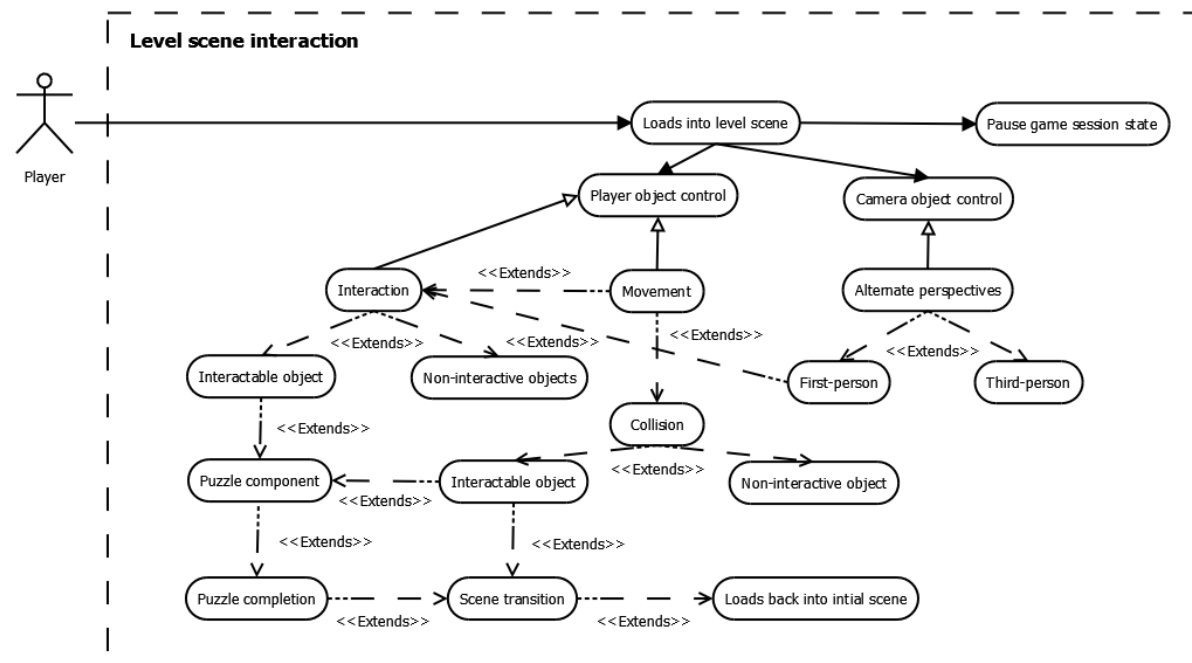 Level scene interaction
Player
Loads into level scene
Pause game session state
Player object control
Camera object control
<<Extends>>
Interaction
Movement
Alternate perspectives
<<Extends>>
<<Extends>>
<<Extends>>
<<Extends>>
Interactable object
Non-interactive objects
First-person
Third-person
<<Extends>>
Collision
<<Extends>>
Puzzle component
Interactable object
Non-interactive object
<<Extends>>
<<Extends>>
<<Extends>>
Puzzle completion
Scene transition
Loads back into intial scene
<<Extends>>
<<Extends>>